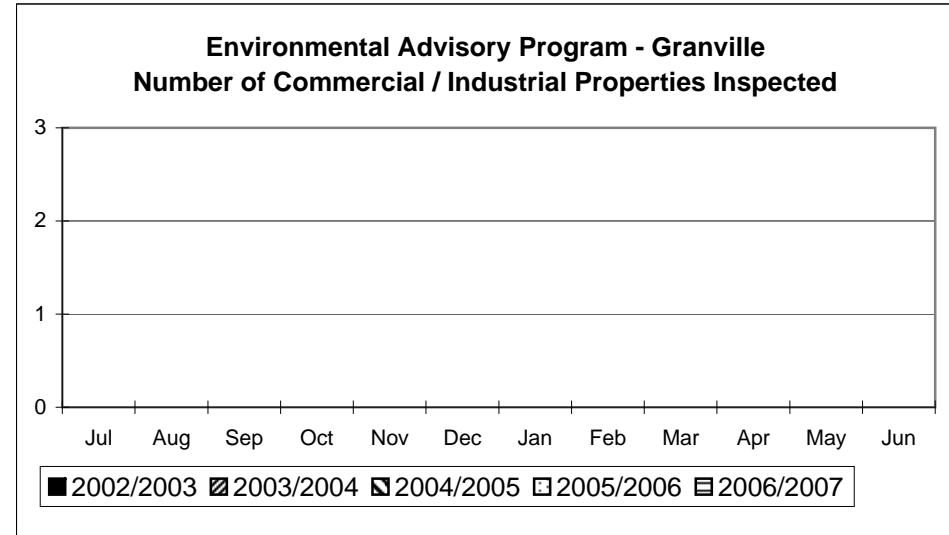 Environmental Advisory Program - Granville
Number of Commercial / Industrial Properties Inspected
3
2
1
0
Jul Aug Sep Oct Nov Dec Jan Feb Mar Apr May Jun
2002/2003 2003/2004 2004/2005 2005/2006 2006/2007